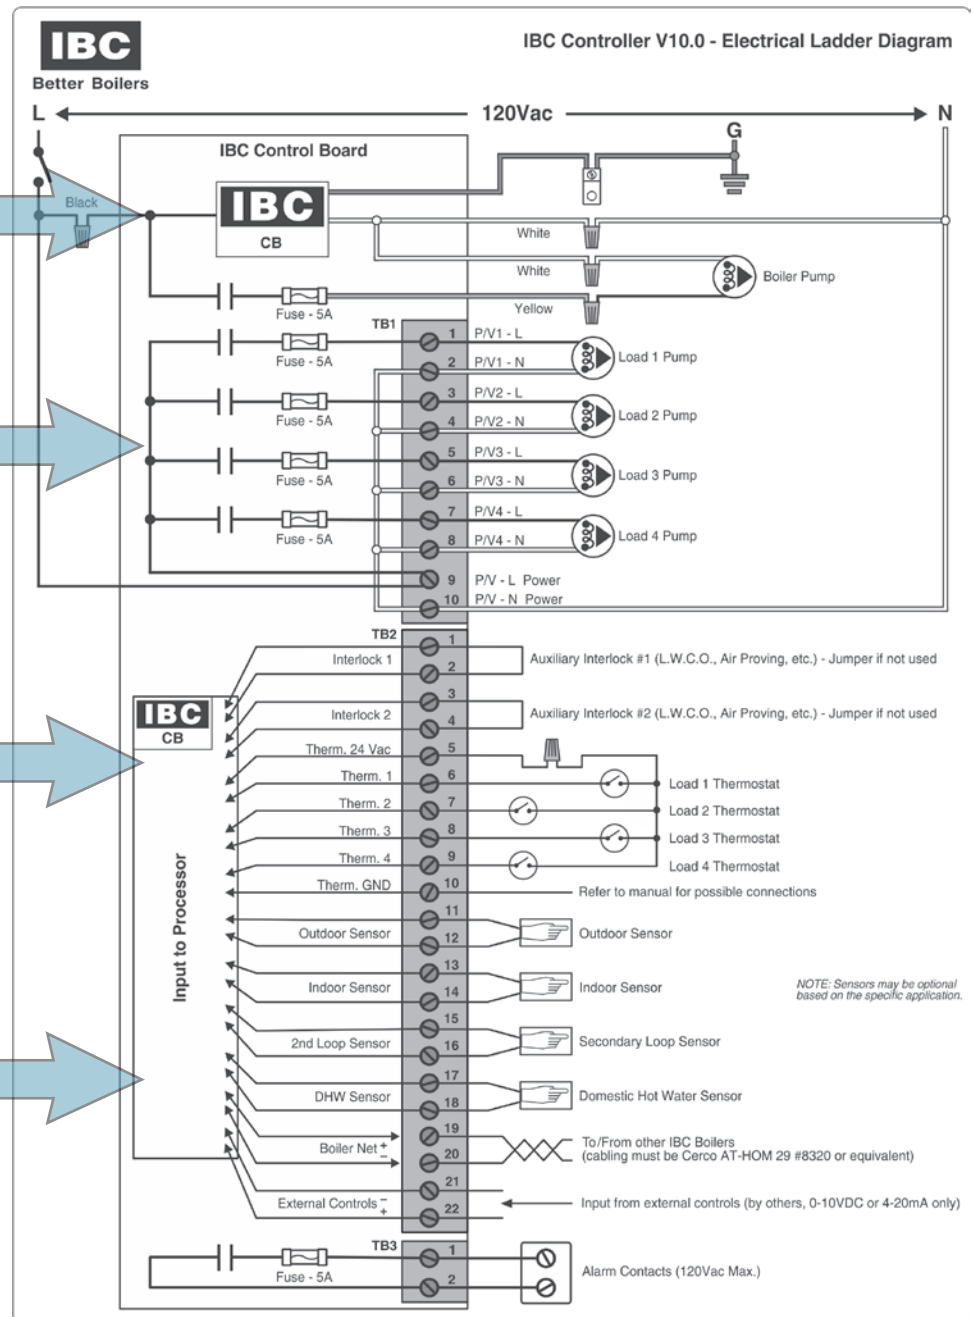 IBC
Better Boilers
IBC Controller V10.0 - Electrical Ladder Diagram
L
120Vac
N
G
IBC Control Board
Black
IBC
CB
White
White
Boiler Pump
Yellow
Fuse - 5A
TB1
1 P/V1 - L
Fuse - 5A
Load 1 Pump
2 P/V1 - N
3 P/V2 - L
Fuse - 5A
Load 2 Pump
4 P/V2 - N
5 P/V3 - L
Fuse - 5A
Load 3 Pump
6 P/V3 - N
7 P/V4 - L
Fuse - 5A
Load 4 Pump
8 P/V4 - N
9 P/V - L Power
10 P/V - N Power
TB2
1
Interlock 1
Auxiliary Interlock #1 (L.W.C.O., Air Proving, etc.) - Jumper if not used
2
3
IBC
CB
Interlock 2
Auxiliary Interlock #2 (L.W.C.O., Air Proving, etc.) - Jumper if not used
4
Therm. 24 Vac 5
Therm. 1 6 Load 1 Thermostat
Therm. 2 7 Load 2 Thermostat
Therm. 3 8 Load 3 Thermostat
Therm. 4 9 Load 4 Thermostat
Therm. GND 10 Refer to manual for possible connections
Input to Processor
11
Outdoor Sensor Outdoor Sensor
12
13
Indoor Sensor Indoor Sensor
14
NOTE: Sensors may be optional
based on the specific application.
15
2nd Loop Sensor Secondary Loop Sensor
16
17
DHW Sensor Domestic Hot Water Sensor
18
19
Boiler Net + -
20
To/From other IBC Boilers
(cabling must be Cerco AT-HOM 29 #8320 or equivalent)
21
External Controls - +
Input from external controls (by others, 0-10VDC or 4-20mA only)
22
TB3
1
Fuse - 5A
Alarm Contacts (120Vac Max.)
2